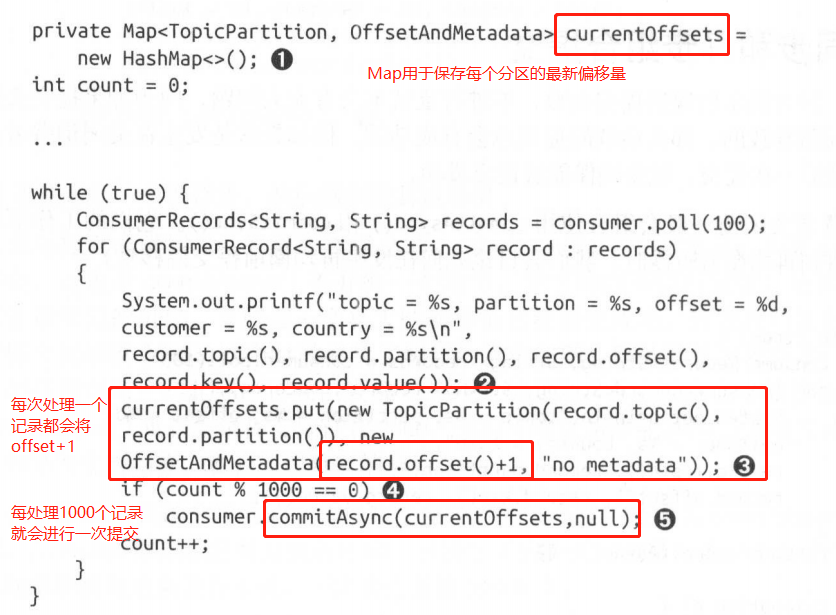 private Map<TopicPartition, OffsetAndMetadata> currentOffsets =
new HashMap<>(); ❶
Map用于保存每个分区的最新偏移量
int count = 0;
...
while (true) {
ConsumerRecords<String, String> records = consumer.poll(100);
for (ConsumerRecord<String, String> record : records)
{
System.out.printf("topic = %s, partition = %s, offset = %d,
customer = %s, country = %s\n",
record.topic(), record.partition(), record.offset(),
record.key(), record.value()); ❷
每次处理一个
记录都会将
offset+1
currentOffsets.put(new TopicPartition(record.topic(),
record.partition()), new
OffsetAndMetadata(record.offset()+1, "no metadata")); ❸
if (count % 1000 == 0) ❹
每处理1000个记录
就会进行一次提交
consumer.commitAsync(currentOffsets,null); ❺
count++;
}
}